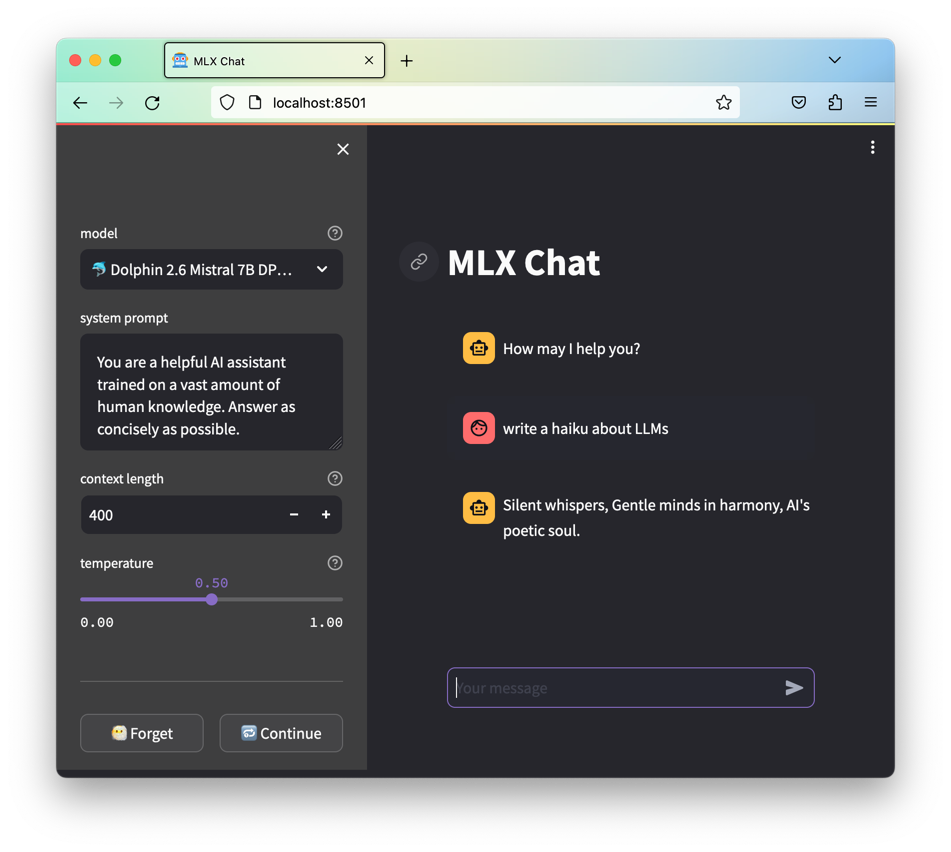 MLX Chat
localhost:8501
model
Dolphin 2.6 Mistral 7B DP...
system prompt
You are a helpful AI assistant
trained on a vast amount of
human knowledge. Answer as
concisely as possible.
context length
400
temperature
0.50
0.00 1.00
Forget Continue
MLX Chat
How may I help you?
write a haiku about LLMs
Silent whispers, Gentle minds in harmony, AI's
poetic soul.
Your message